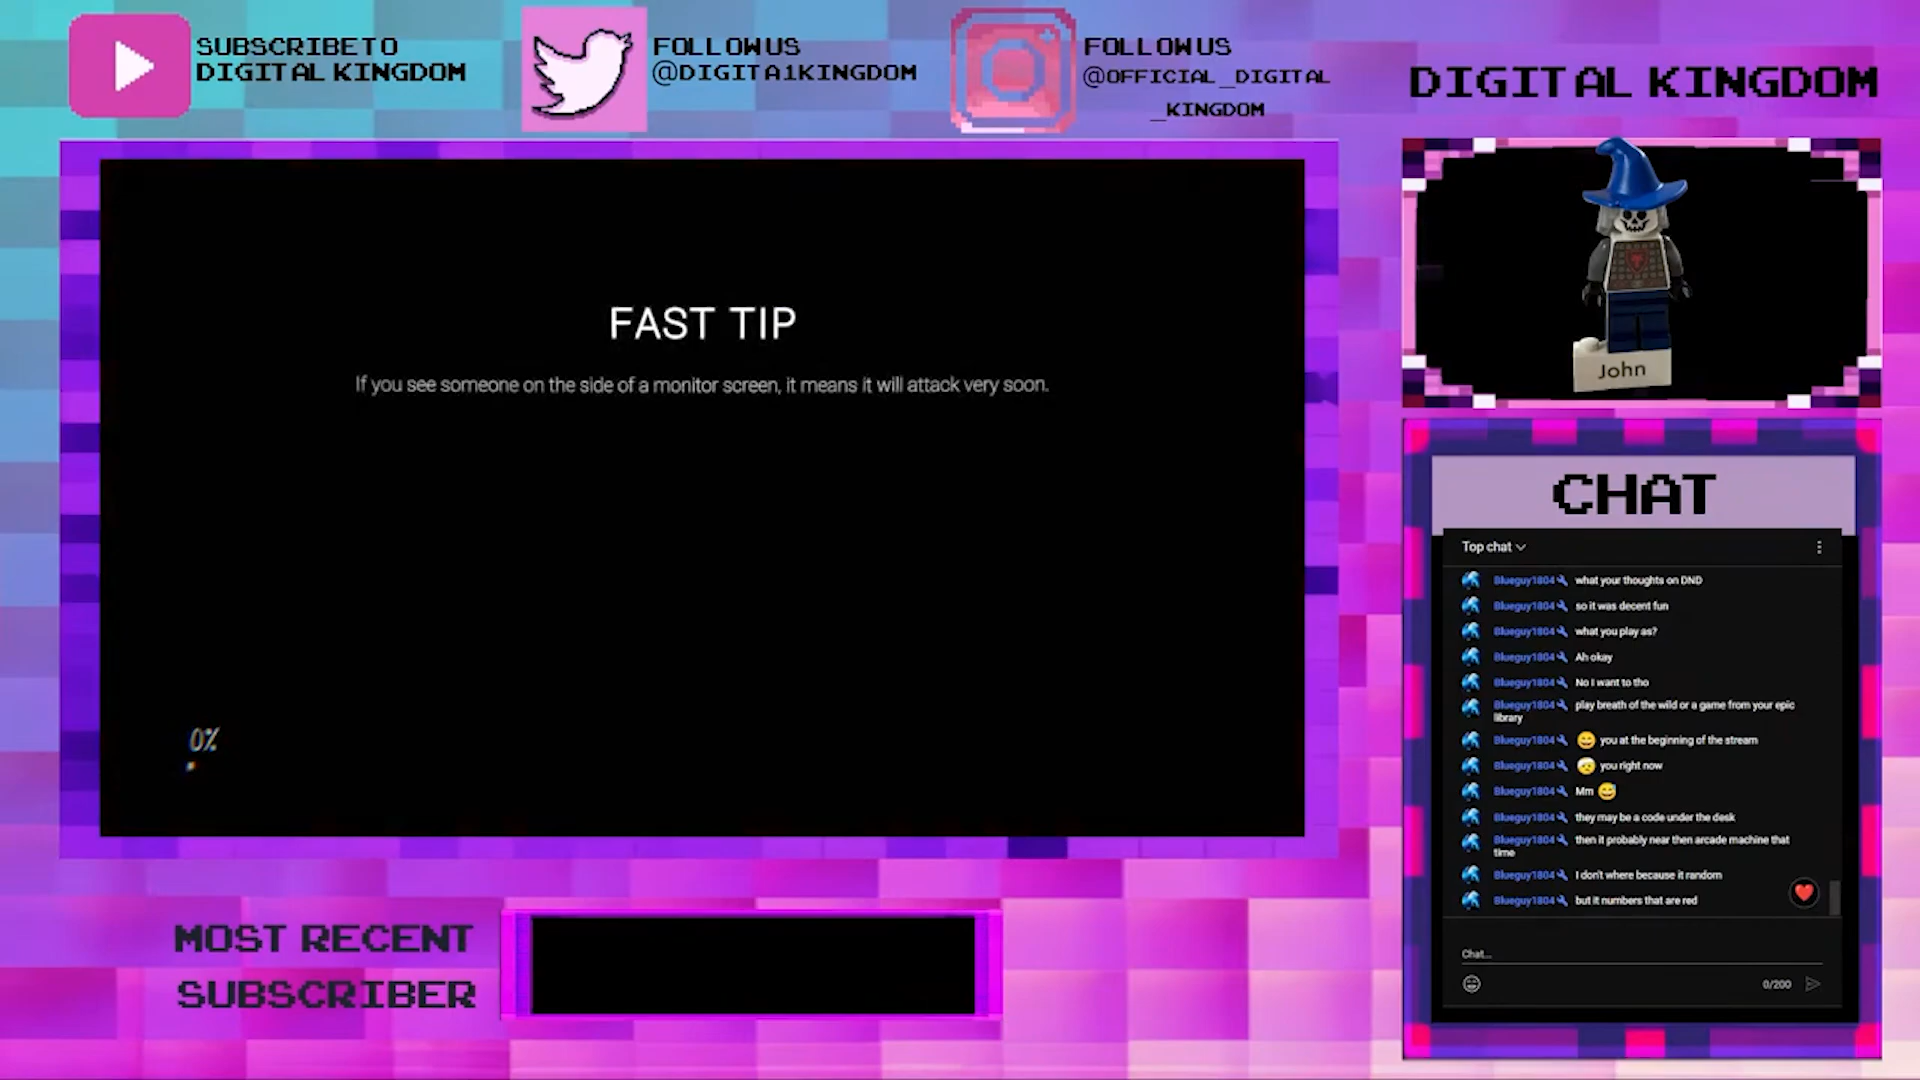 SUBSCRIBE TO
DIGITAL KINGDOM
FOLLOW US
@DIGITA1KINGDOM
FOLLOW US
@OFFICIAL_DIGITAL
_KINGDOM
DIGITAL KINGDOM
FAST TIP
If you see someone on the side of a monitor screen, it means it will attack very soon.
0%
John
CHAT
Top chat
Blueguy1804 what your thoughts on DND
Blueguy1804 so it was decent fun
Blueguy1804 what you play as?
Blueguy1804 Ah okay
Blueguy1804 No I want to tho
Blueguy1804 play breath of the wild or a game from your epic
library
Blueguy1804 😄 you at the beginning of the stream
Blueguy1804 🤕 you right now
Blueguy1804 Mm 😅
Blueguy1804 they may be a code under the desk
Blueguy1804 then it probably near then arcade machine that
time
Blueguy1804 I don't where because it random
Blueguy1804 but it numbers that are red
Chat...
0/200
MOST RECENT
SUBSCRIBER